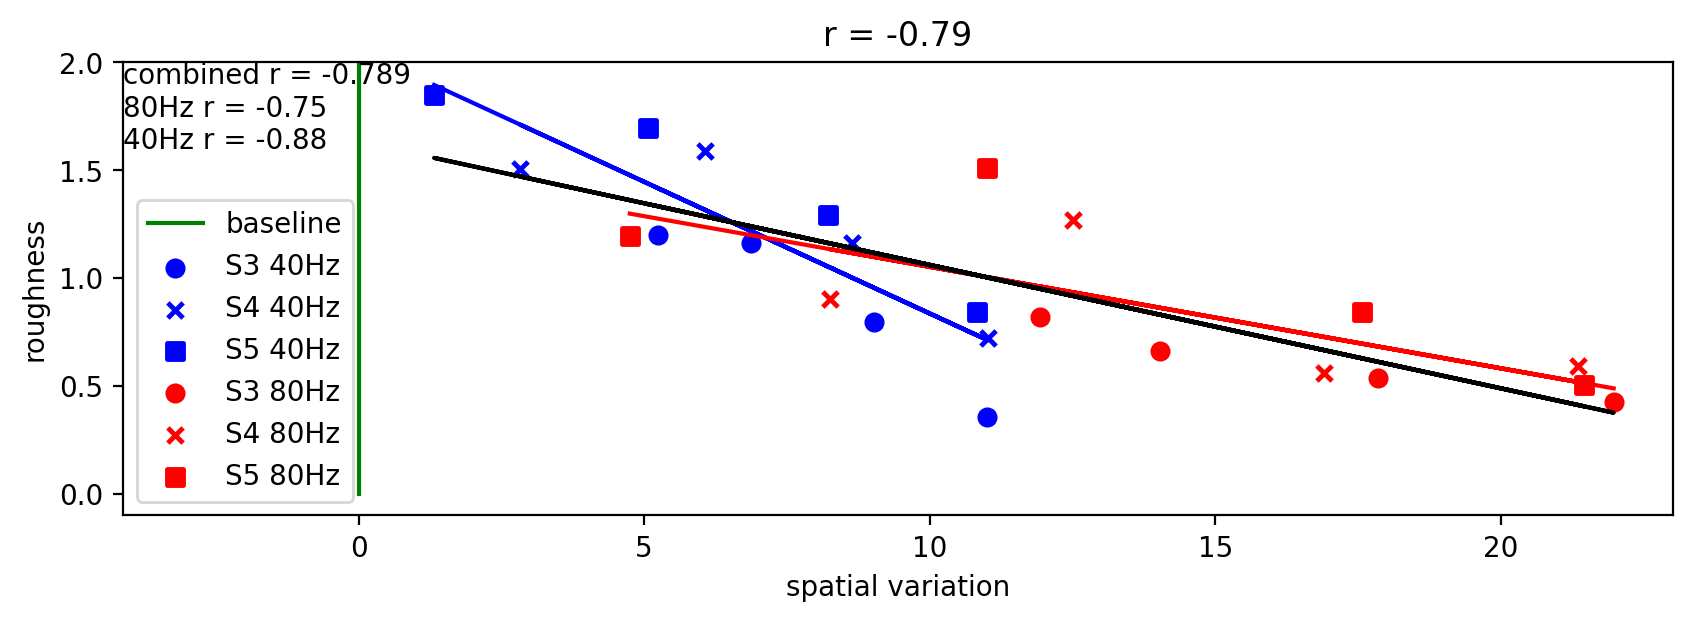 r = -0.79
combined r = -0.789
80Hz r = -0.75
40Hz r = -0.88
2.0
1.5
1.0
0.5
0.0
roughness
baseline
S3 40Hz
S4 40Hz
S5 40Hz
S3 80Hz
S4 80Hz
S5 80Hz
0 5 10 15 20
spatial variation